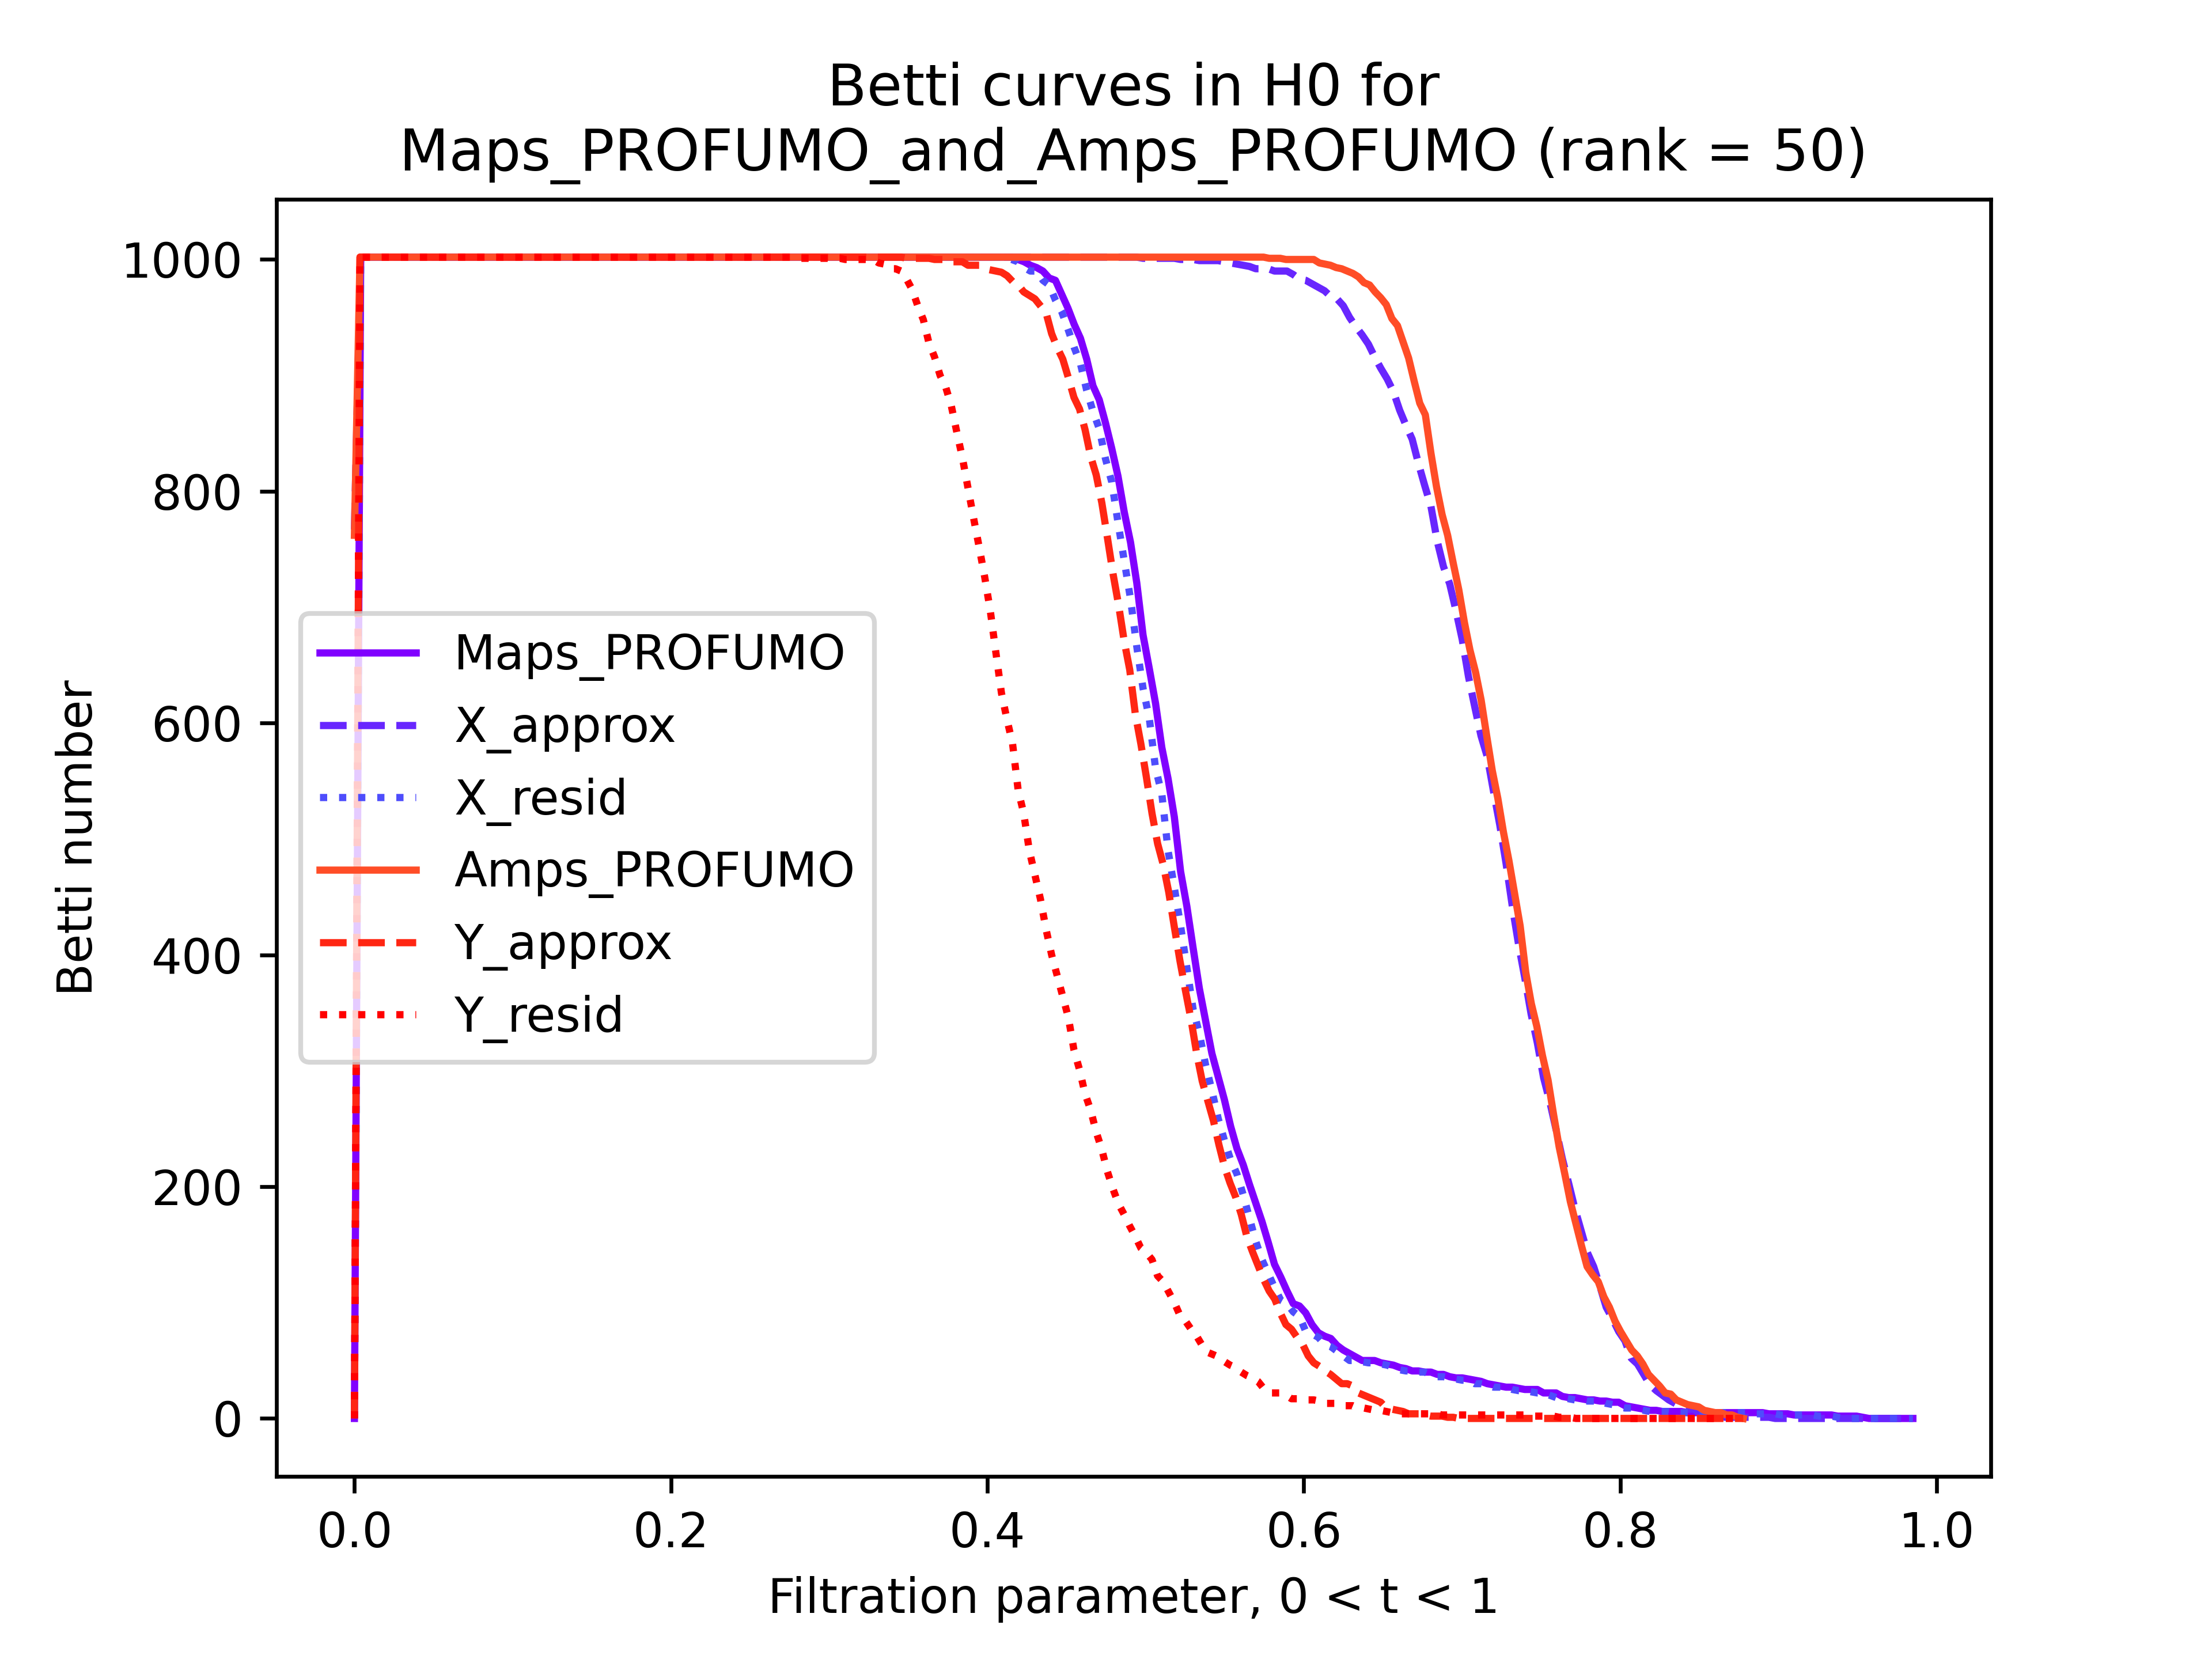 Betti curves in H0 for
Maps_PROFUMO_and_Amps_PROFUMO (rank = 50)
Betti number
1000
800
600
400
200
0
Maps_PROFUMO
X_approx
X_resid
Amps_PROFUMO
Y_approx
Y_resid
0.0 0.2 0.4 0.6 0.8 1.0
Filtration parameter, 0 < t < 1